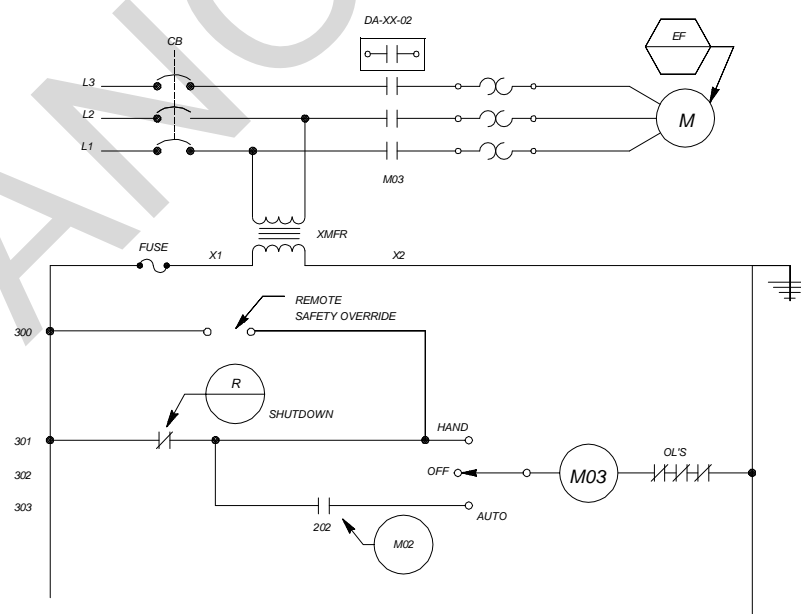 DA-XX-02
CB
EF
L3
L2
M
L1
M03
XMFR
FUSE
X1
X2
REMOTE
SAFETY OVERRIDE
300
R
SHUTDOWN
HAND
301
OL'S
OFF
302
M03
303
AUTO
202
M02